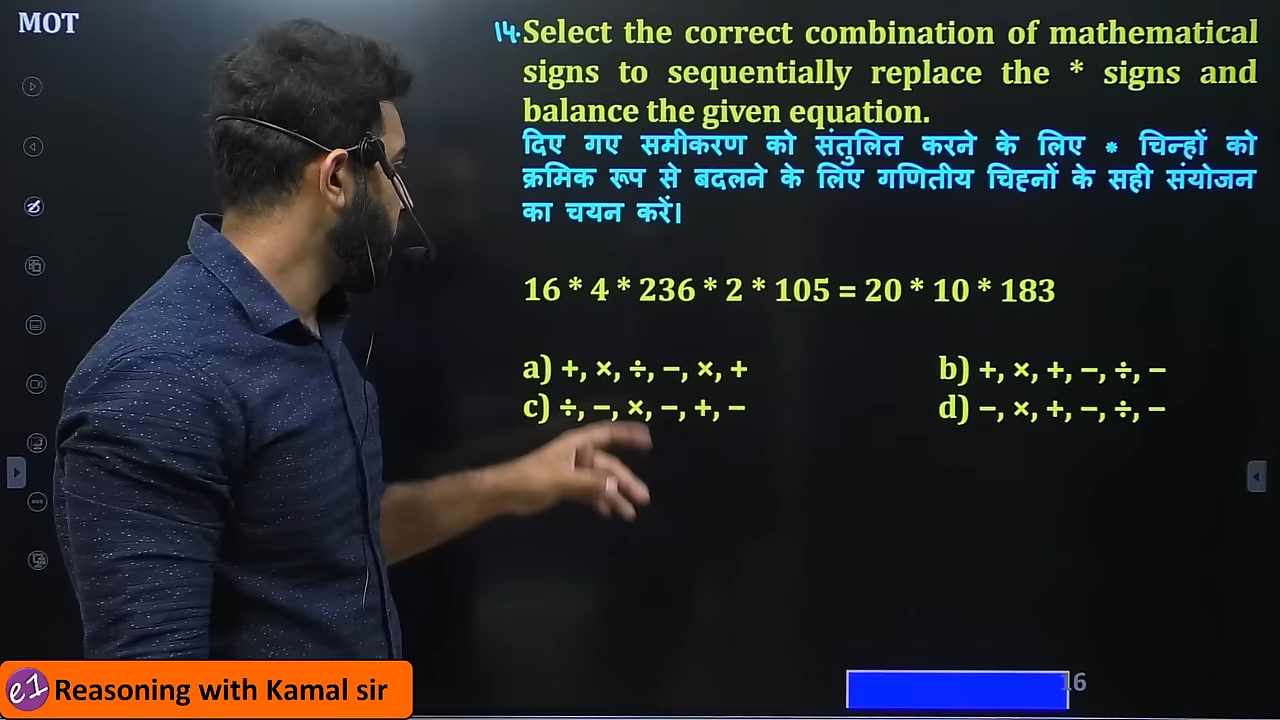 MOT
14. Select the correct combination of mathematical
signs to sequentially replace the * signs and
balance the given equation.
दिए गए समीकरण को संतुलित करने के लिए * चिन्हों को
क्रमिक रूप से बदलने के लिए गणितीय चिह्नों के सही संयोजन
का चयन करें।
16 * 4 * 236 * 2 * 105 = 20 * 10 * 183
a) +, ×, ÷, −, ×, +
b) +, ×, +, −, ÷, −
c) ÷, −, ×, −, +, −
d) −, ×, +, −, ÷, −
e1 Reasoning with Kamal sir
16